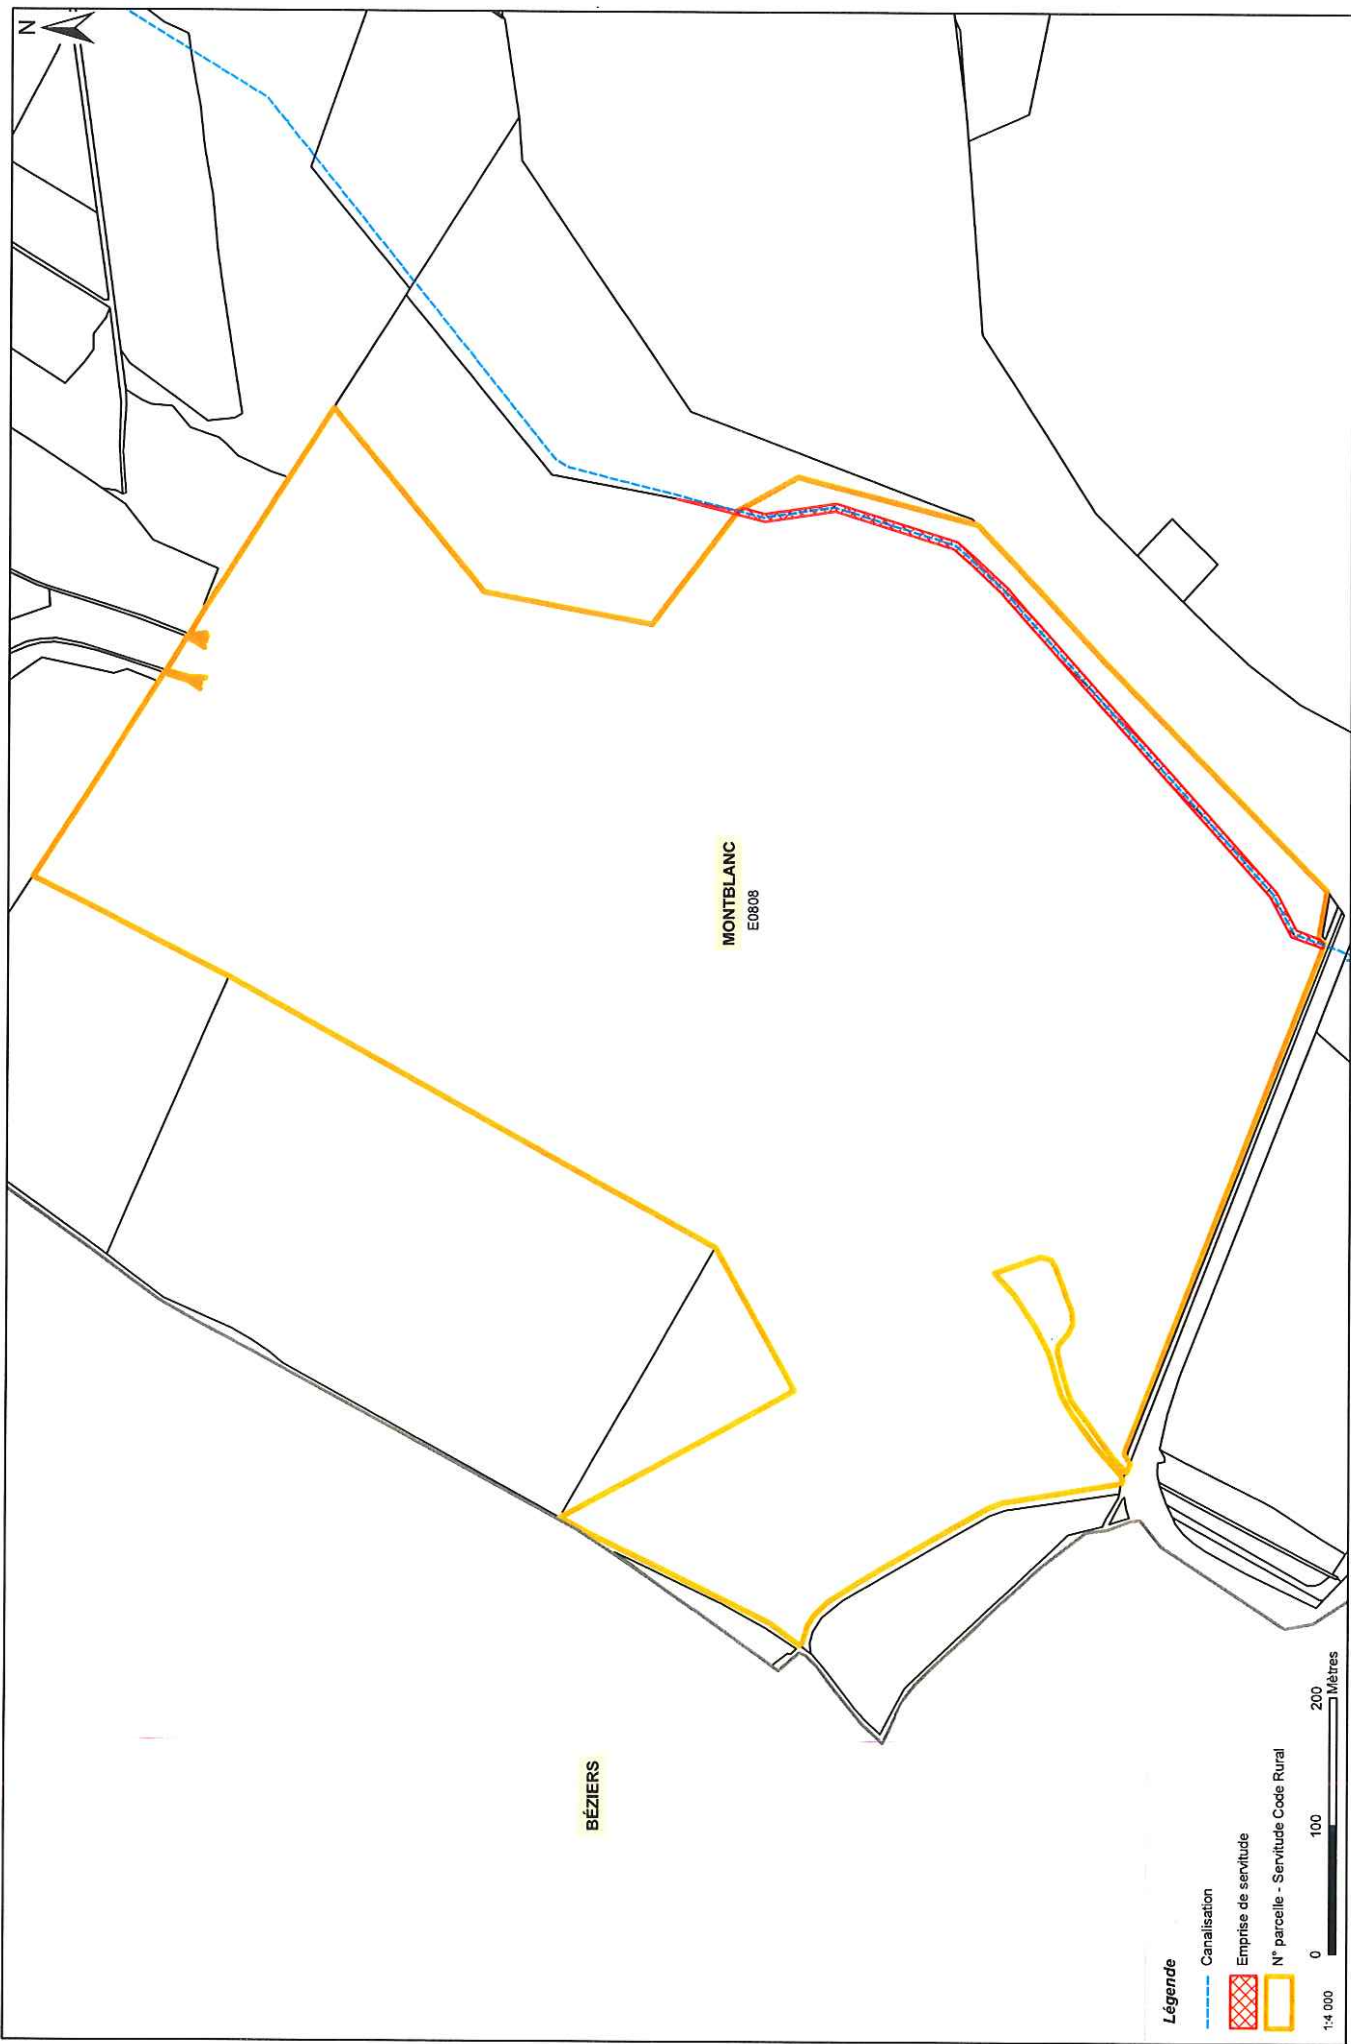 N
MONTBLANC
E0808
BÉZIERS
Légende
Canalisation
Emprise de servitude
N° parcelle - Servitude Code Rural
1:4 000
0 100 200
Mètres